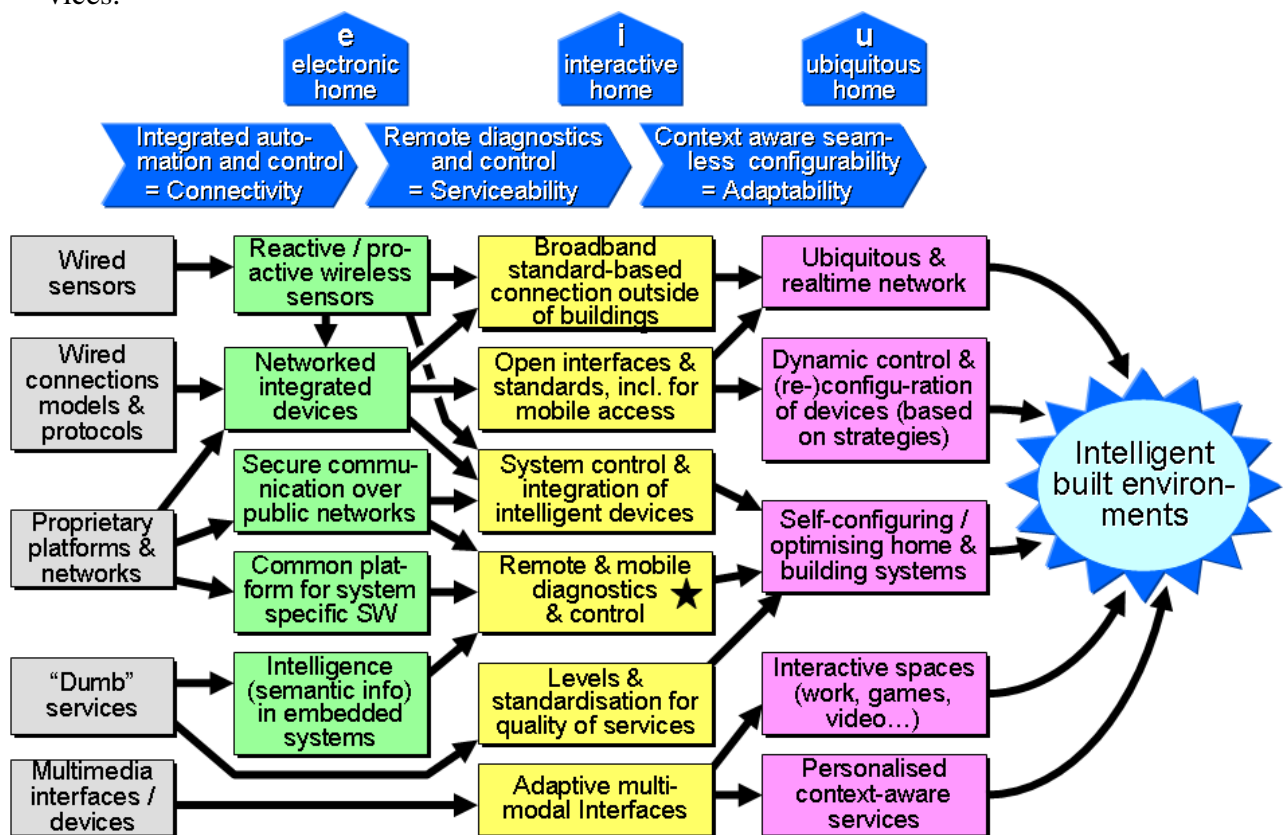 vices.
e
electronic
home
i
interactive
home
u
ubiquitous
home
Integrated auto-
mation and control
= Connectivity
Remote diagnostics
and control
= Serviceability
Context aware seam-
less configurability
= Adaptability
Wired
sensors
Wired
connections
models &
protocols
Proprietary
platforms &
networks
“Dumb”
services
Multimedia
interfaces /
devices
Reactive / pro-
active wireless
sensors
Networked
integrated
devices
Secure commu-
nication over
public networks
Common plat-
form for system
specific SW
Intelligence
(semantic info)
in embedded
systems
Broadband
standard-based
connection outside
of buildings
Open interfaces &
standards, incl. for
mobile access
System control &
integration of
intelligent devices
Remote & mobile
diagnostics
& control
Levels &
standardisation for
quality of services
Adaptive multi-
modal Interfaces
Ubiquitous &
realtime network
Dynamic control &
(re-)configu-ration
of devices (based
on strategies)
Self-configuring /
optimising home &
building systems
Interactive spaces
(work, games,
video...)
Personalised
context-aware
services
Intelligent
built environ-
ments